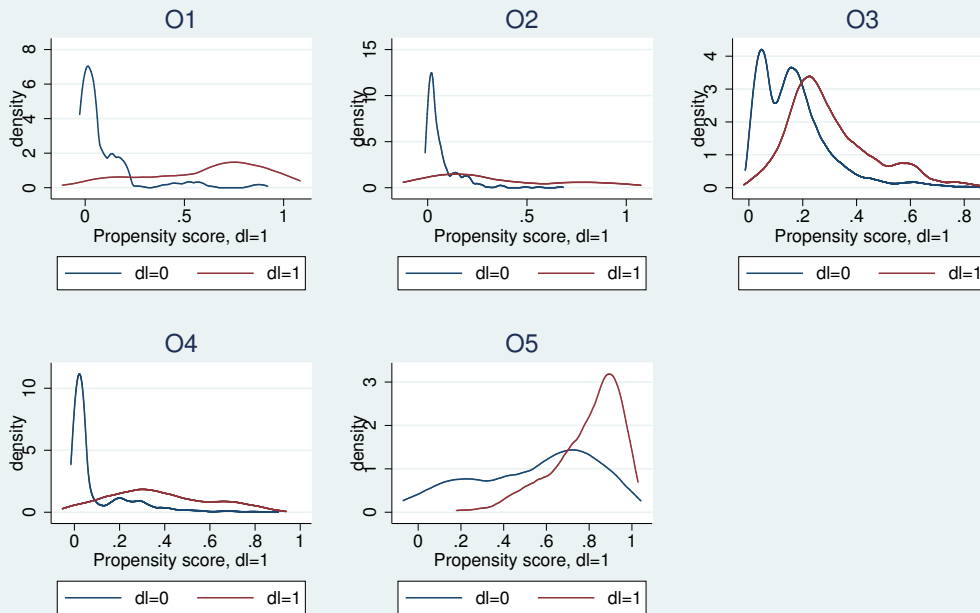 O1
8
6
4
2
0
density
0 .5 1
Propensity score, dl=1
dl=0 dl=1
O2
15
10
5
0
density
0 .5 1
Propensity score, dl=1
dl=0 dl=1
O3
4
3
2
1
0
density
0 .2 .4 .6 .8
Propensity score, dl=1
dl=0 dl=1
O4
10
5
0
density
0 .2 .4 .6 .8 1
Propensity score, dl=1
dl=0 dl=1
O5
3
2
1
0
density
0 .2 .4 .6 .8 1
Propensity score, dl=1
dl=0 dl=1